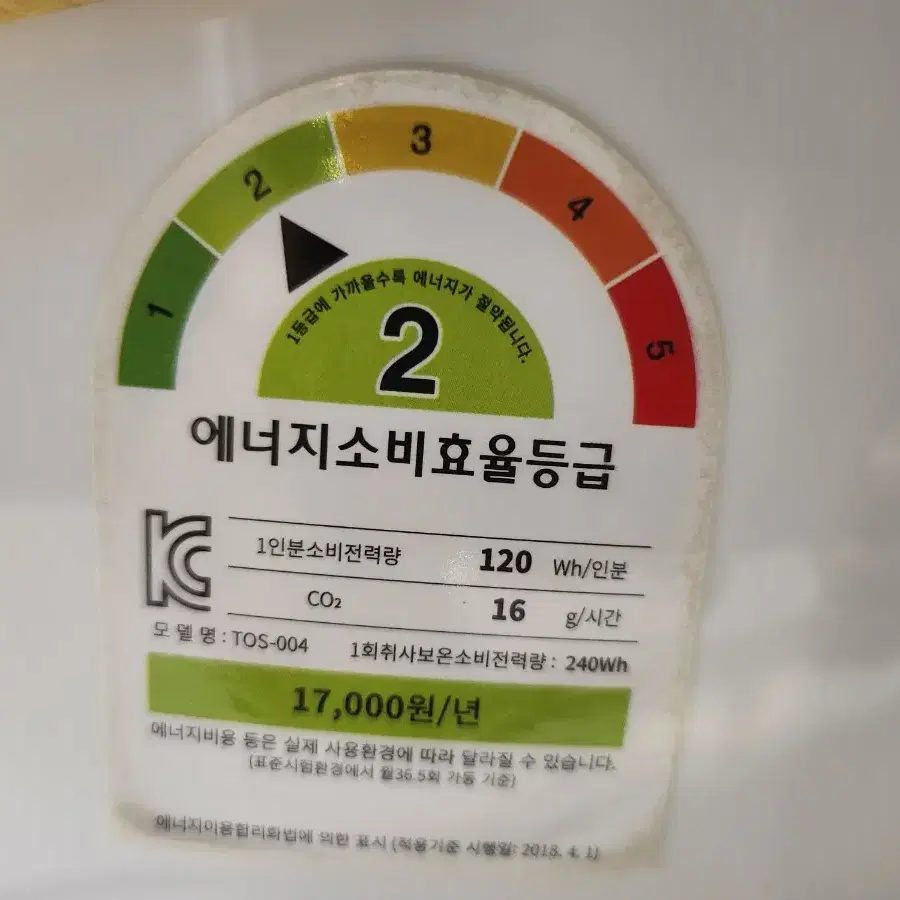 1
2
3
4
5
1등급에 가까울수록 에너지가 절약됩니다.
2
에너지소비효율등급
1인분소비전력량 120 Wh/인분
CO₂ 16 g/시간
모 델 명 : TOS-004 1회취사보온소비전력량 : 240Wh
17,000원/년
에너지비용 등은 실제 사용환경에 따라 달라질 수 있습니다.
(표준시험환경에서 월36.5회 가동 기준)
에너지이용합리화법에 의한 표시 (적용기준 시행일: 2018. 4. 1)